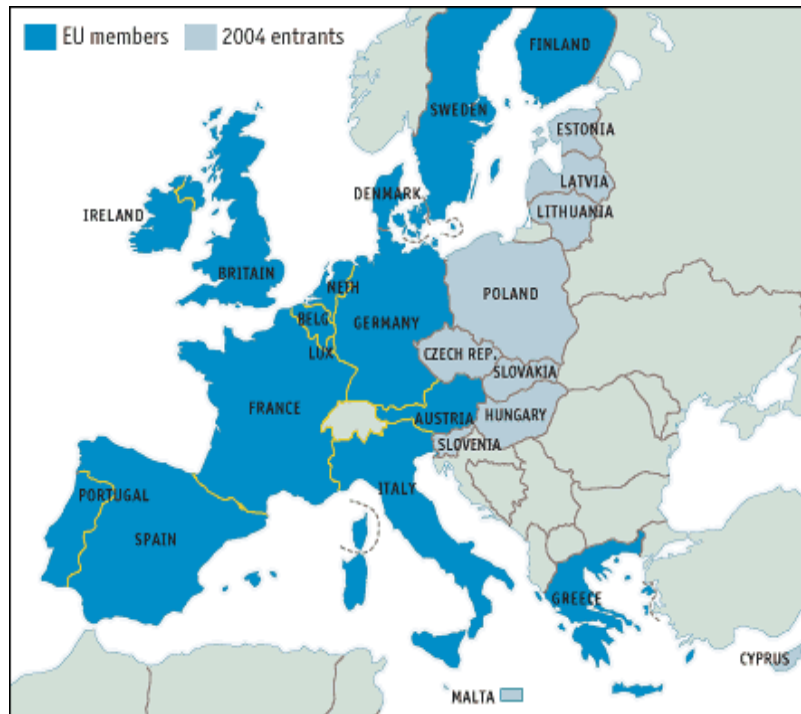 EU members
2004 entrants
FINLAND
SWEDEN
ESTONIA
LATVIA
DENMARK
LITHUANIA
IRELAND
BRITAIN
NETH
POLAND
BELG
GERMANY
LUX
CZECH REP.
SLOVAKIA
FRANCE
AUSTRIA
HUNGARY
SLOVENIA
ITALY
PORTUGAL
SPAIN
GREECE
CYPRUS
MALTA